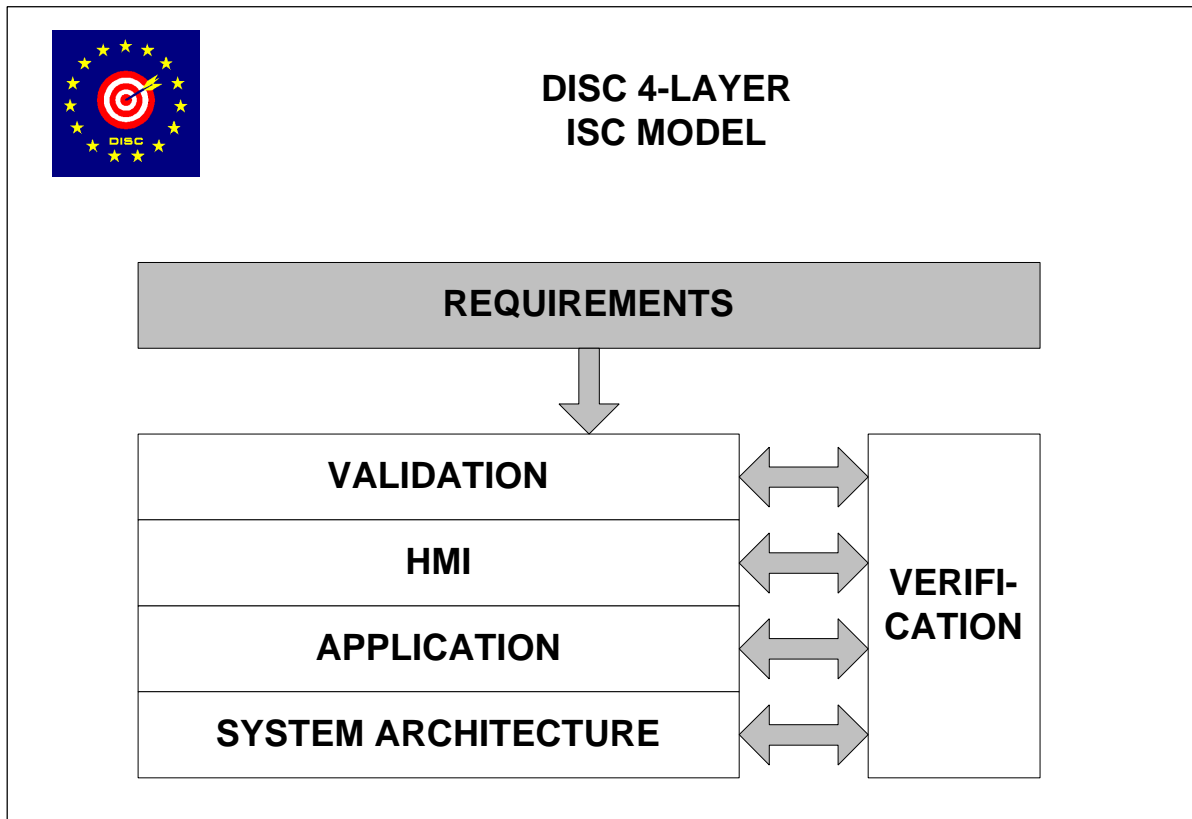 DISC
DISC 4-LAYER
ISC MODEL
REQUIREMENTS
VALIDATION
HMI
APPLICATION
SYSTEM ARCHITECTURE
VERIFI-
CATION